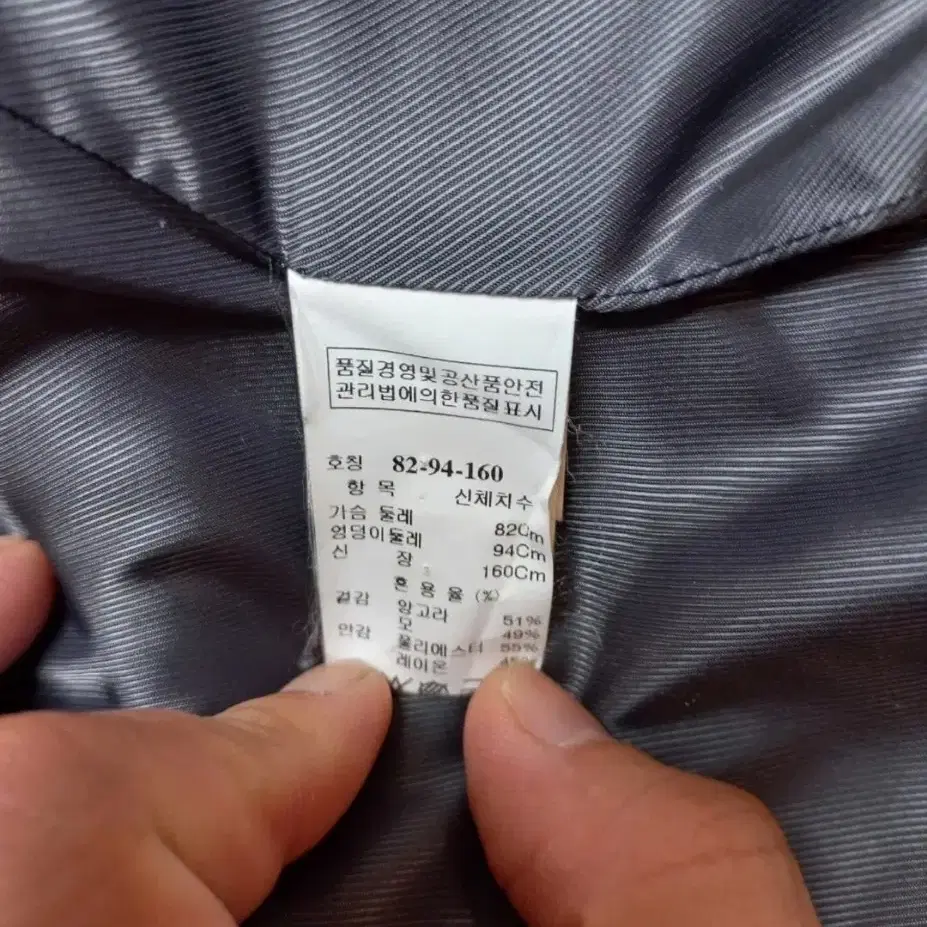 품질경영및공산품안전
관리법에의한품질표시
호칭 82-94-160
항 목 신체치수
가슴 둘레 82Cm
엉덩이둘레 94Cm
신 장 160Cm
혼 용 율 (%)
겉감 앙고라 51%
모 49%
안감 폴리에스터 55%
레이온 45%